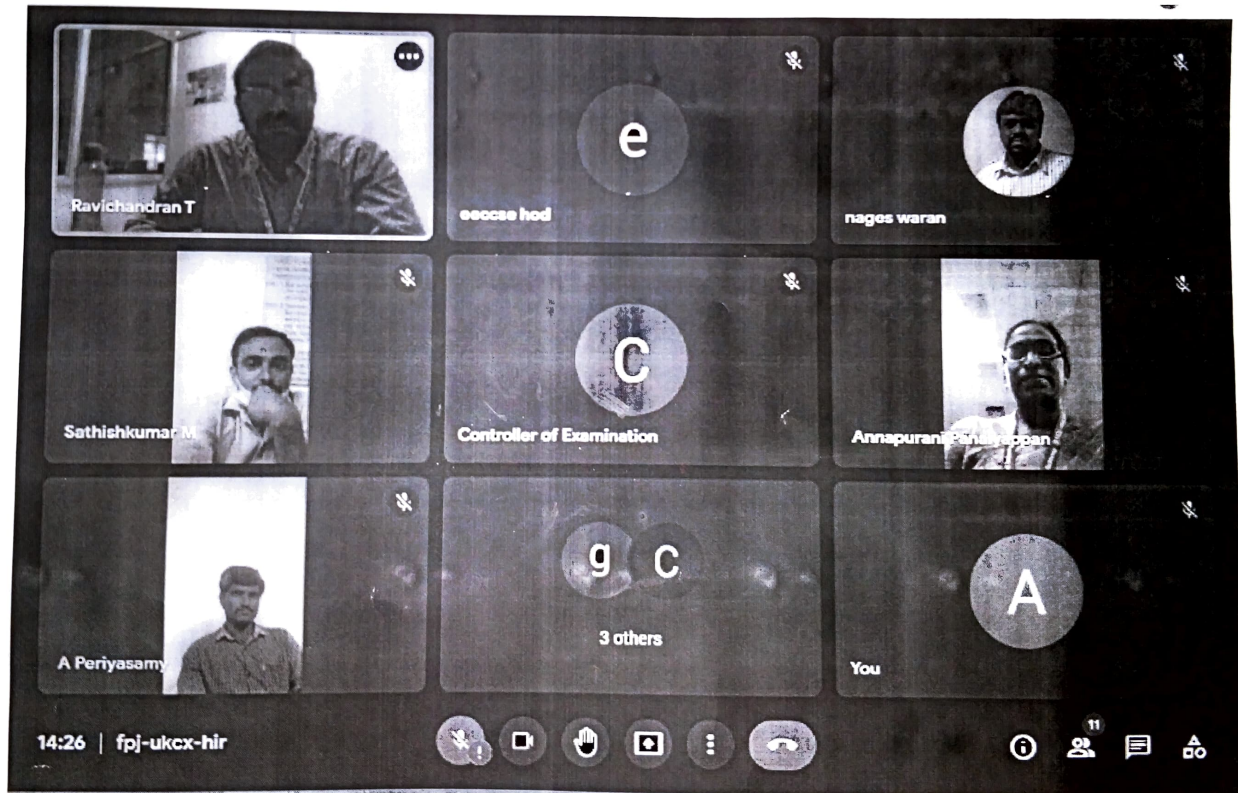 Ravichandran T
e
eeccse hod
nages waran
Sathishkumar M
C
Controller of Examination
Annapurani Panaiyappan
A Periyasamy
g C
3 others
A
You
14:26 | fpj-ukcx-hir
11